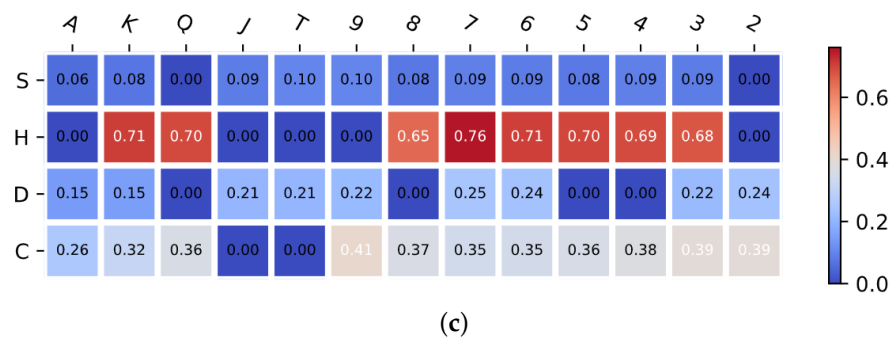 A K Q J T 9 8 7 6 5 4 3 2
S 0.06 0.08 0.00 0.09 0.10 0.10 0.08 0.09 0.09 0.08 0.09 0.09 0.00
H 0.00 0.71 0.70 0.00 0.00 0.00 0.65 0.76 0.71 0.70 0.69 0.68 0.00
D 0.15 0.15 0.00 0.21 0.21 0.22 0.00 0.25 0.24 0.00 0.00 0.22 0.24
C 0.26 0.32 0.36 0.00 0.00 0.41 0.37 0.35 0.35 0.36 0.38 0.39 0.39
0.6
0.4
0.2
0.0
(c)